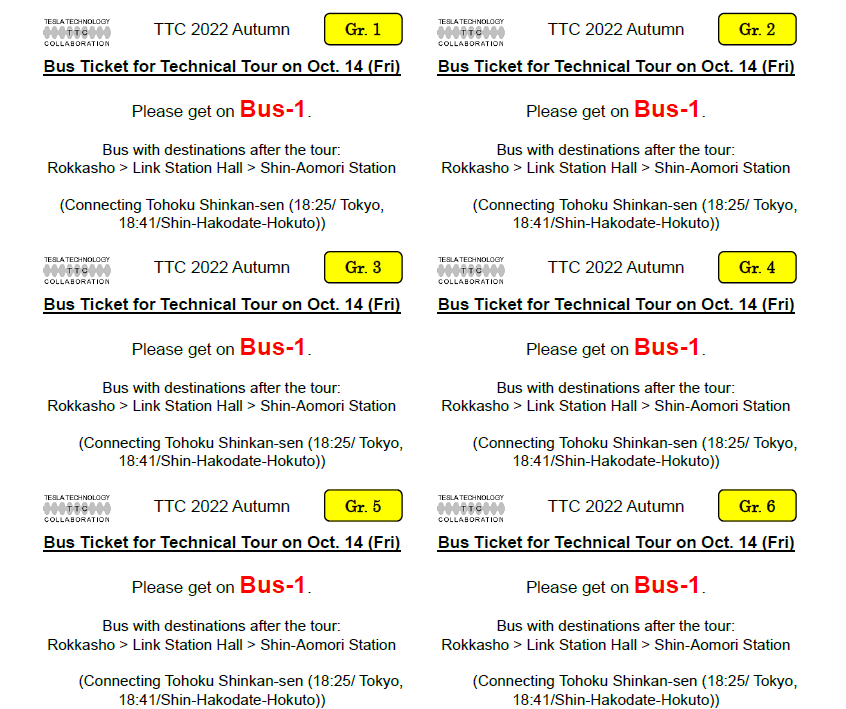 TESLA TECHNOLOGY
TTC
COLLABORATION
TTC 2022 Autumn
Gr. 1
Bus Ticket for Technical Tour on Oct. 14 (Fri)
Please get on Bus-1.
Bus with destinations after the tour:
Rokkasho > Link Station Hall > Shin-Aomori Station
(Connecting Tohoku Shinkan-sen (18:25/ Tokyo,
18:41/Shin-Hakodate-Hokuto))
TESLA TECHNOLOGY
TTC
COLLABORATION
TTC 2022 Autumn
Gr. 2
Bus Ticket for Technical Tour on Oct. 14 (Fri)
Please get on Bus-1.
Bus with destinations after the tour:
Rokkasho > Link Station Hall > Shin-Aomori Station
(Connecting Tohoku Shinkan-sen (18:25/ Tokyo,
18:41/Shin-Hakodate-Hokuto))
TESLA TECHNOLOGY
TTC
COLLABORATION
TTC 2022 Autumn
Gr. 3
Bus Ticket for Technical Tour on Oct. 14 (Fri)
Please get on Bus-1.
Bus with destinations after the tour:
Rokkasho > Link Station Hall > Shin-Aomori Station
(Connecting Tohoku Shinkan-sen (18:25/ Tokyo,
18:41/Shin-Hakodate-Hokuto))
TESLA TECHNOLOGY
TTC
COLLABORATION
TTC 2022 Autumn
Gr. 4
Bus Ticket for Technical Tour on Oct. 14 (Fri)
Please get on Bus-1.
Bus with destinations after the tour:
Rokkasho > Link Station Hall > Shin-Aomori Station
(Connecting Tohoku Shinkan-sen (18:25/ Tokyo,
18:41/Shin-Hakodate-Hokuto))
TESLA TECHNOLOGY
TTC
COLLABORATION
TTC 2022 Autumn
Gr. 5
Bus Ticket for Technical Tour on Oct. 14 (Fri)
Please get on Bus-1.
Bus with destinations after the tour:
Rokkasho > Link Station Hall > Shin-Aomori Station
(Connecting Tohoku Shinkan-sen (18:25/ Tokyo,
18:41/Shin-Hakodate-Hokuto))
TESLA TECHNOLOGY
TTC
COLLABORATION
TTC 2022 Autumn
Gr. 6
Bus Ticket for Technical Tour on Oct. 14 (Fri)
Please get on Bus-1.
Bus with destinations after the tour:
Rokkasho > Link Station Hall > Shin-Aomori Station
(Connecting Tohoku Shinkan-sen (18:25/ Tokyo,
18:41/Shin-Hakodate-Hokuto))